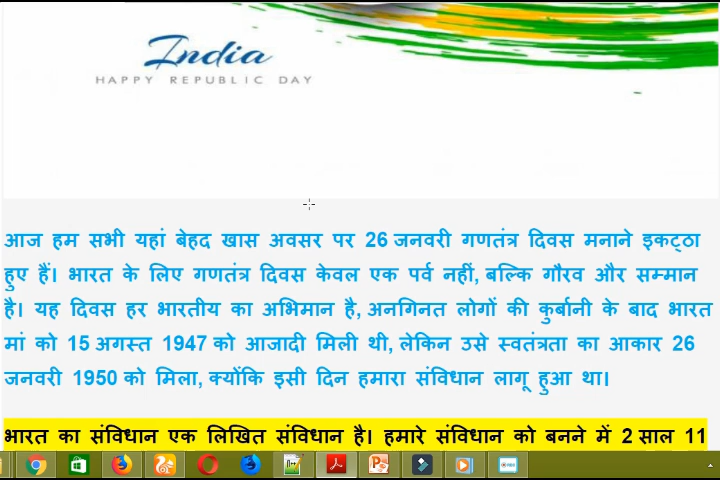 India
HAPPY REPUBLIC DAY
आज हम सभी यहां बेहद खास अवसर पर 26 जनवरी गणतंत्र दिवस मनाने इकट्ठा
हुए हैं। भारत के लिए गणतंत्र दिवस केवल एक पर्व नहीं, बल्कि गौरव और सम्मान
है। यह दिवस हर भारतीय का अभिमान है, अनगिनत लोगों की कुर्बानी के बाद भारत
मां को 15 अगस्त 1947 को आजादी मिली थी, लेकिन उसे स्वतंत्रता का आकार 26
जनवरी 1950 को मिला, क्योंकि इसी दिन हमारा संविधान लागू हुआ था।
भारत का संविधान एक लिखित संविधान है। हमारे संविधान को बनने में 2 साल 11